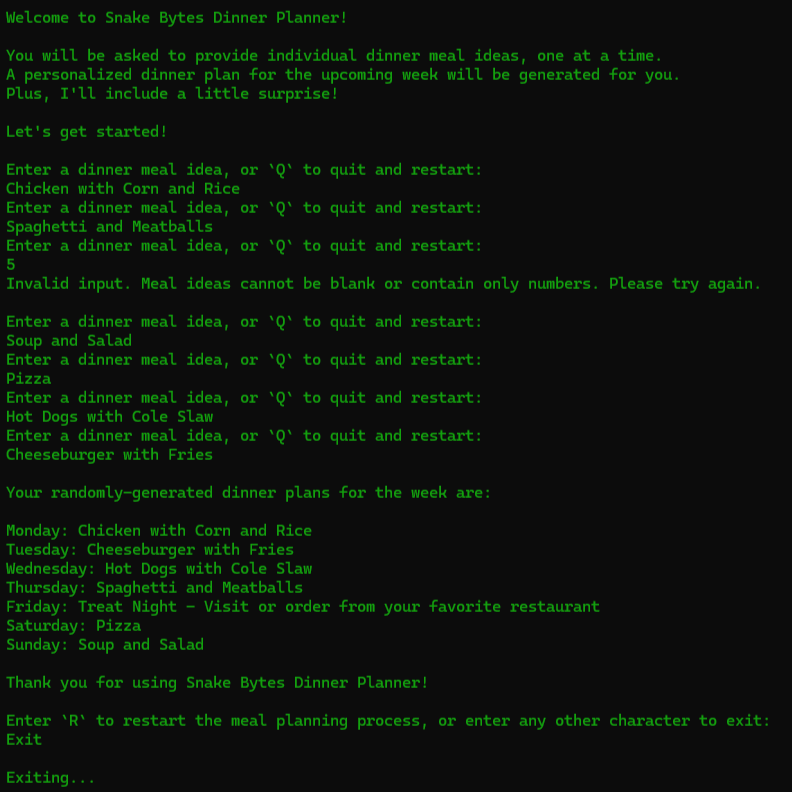 Welcome to Snake Bytes Dinner Planner!
You will be asked to provide individual dinner meal ideas, one at a time.
A personalized dinner plan for the upcoming week will be generated for you.
Plus, I'll include a little surprise!
Let's get started!
Enter a dinner meal idea, or `Q` to quit and restart:
Chicken with Corn and Rice
Enter a dinner meal idea, or `Q` to quit and restart:
Spaghetti and Meatballs
Enter a dinner meal idea, or `Q` to quit and restart:
5
Invalid input. Meal ideas cannot be blank or contain only numbers. Please try again.
Enter a dinner meal idea, or `Q` to quit and restart:
Soup and Salad
Enter a dinner meal idea, or `Q` to quit and restart:
Pizza
Enter a dinner meal idea, or `Q` to quit and restart:
Hot Dogs with Cole Slaw
Enter a dinner meal idea, or `Q` to quit and restart:
Cheeseburger with Fries
Your randomly-generated dinner plans for the week are:
Monday: Chicken with Corn and Rice
Tuesday: Cheeseburger with Fries
Wednesday: Hot Dogs with Cole Slaw
Thursday: Spaghetti and Meatballs
Friday: Treat Night - Visit or order from your favorite restaurant
Saturday: Pizza
Sunday: Soup and Salad
Thank you for using Snake Bytes Dinner Planner!
Enter `R` to restart the meal planning process, or enter any other character to exit:
Exit
Exiting...